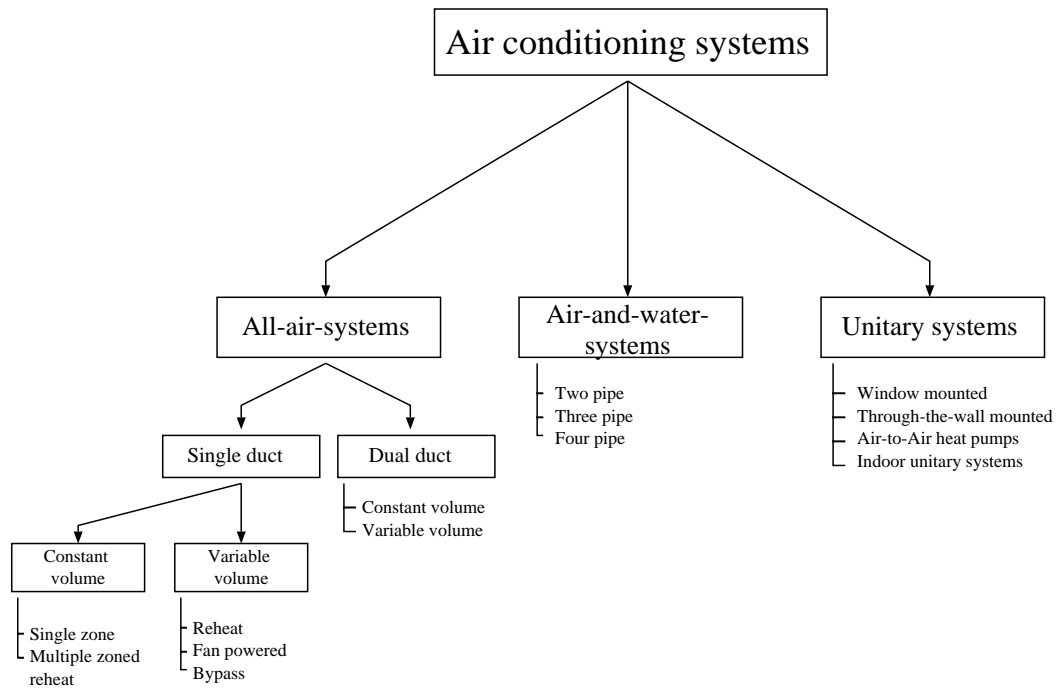 Air conditioning systems
All-air-systems
Air-and-water-
systems
Unitary systems
Two pipe
Three pipe
Four pipe
Window mounted
Through-the-wall mounted
Air-to-Air heat pumps
Indoor unitary systems
Single duct
Dual duct
Constant volume
Variable volume
Constant
volume
Variable
volume
Single zone
Multiple zoned
reheat
Reheat
Fan powered
Bypass